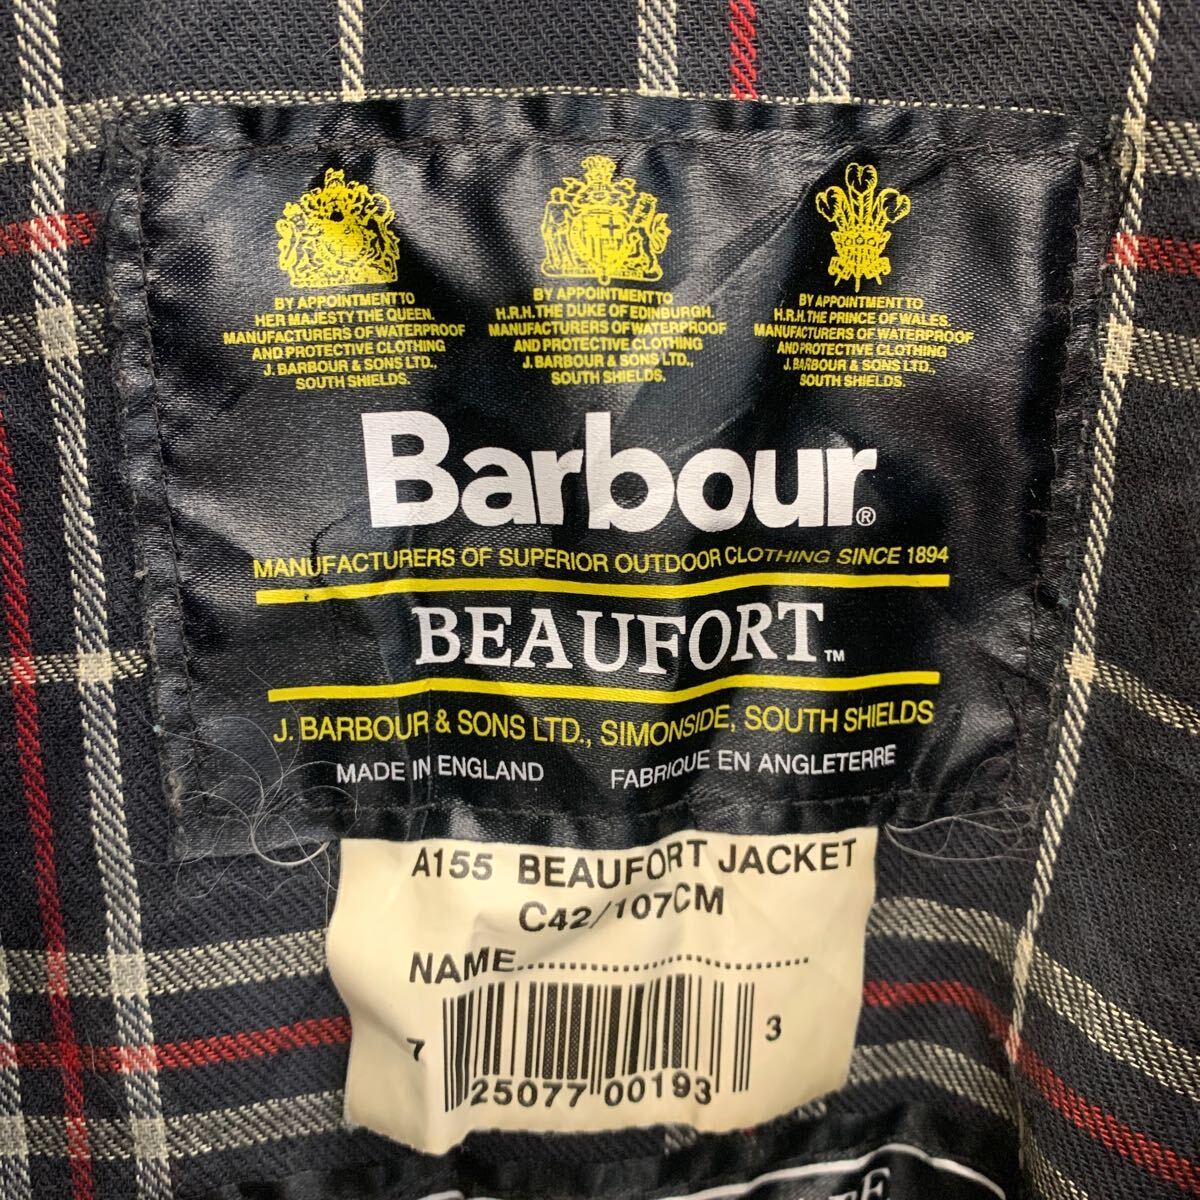 BY APPOINTMENT TO
HER MAJESTY THE QUEEN.
MANUFACTURERS OF WATERPROOF
AND PROTECTIVE CLOTHING
J. BARBOUR & SONS LTD.,
SOUTH SHIELDS.
BY APPOINTMENT TO
H.R.H. THE DUKE OF EDINBURGH.
MANUFACTURERS OF WATERPROOF
AND PROTECTIVE CLOTHING
J. BARBOUR & SONS LTD.,
SOUTH SHIELDS.
BY APPOINTMENT TO
H.R.H. THE PRINCE OF WALES.
MANUFACTURERS OF WATERPROOF
AND PROTECTIVE CLOTHING
J. BARBOUR & SONS LTD.,
SOUTH SHIELDS.
Barbour®
MANUFACTURERS OF SUPERIOR OUTDOOR CLOTHING SINCE 1894
BEAUFORT™
J. BARBOUR & SONS LTD., SIMONSIDE, SOUTH SHIELDS
MADE IN ENGLAND FABRIQUE EN ANGLETERRE
A155 BEAUFORT JACKET
C42/107CM
NAME..............................
7 25077 00193 3